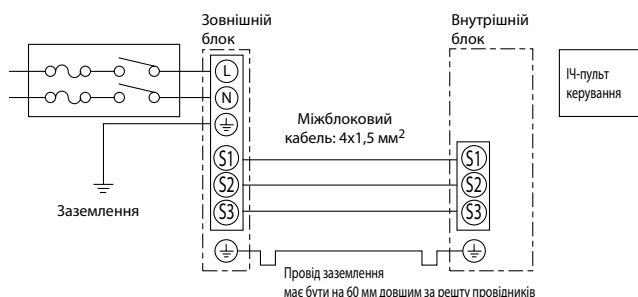 Зовнішній
блок
Внутрішній
блок
L
N
ІЧ-пульт
керування
Міжблоковий
кабель: 4x1,5 мм²
S1
S2
S3
S1
S2
S3
Заземлення
Провід заземлення
має бути на 60 мм довшим за решту провідників